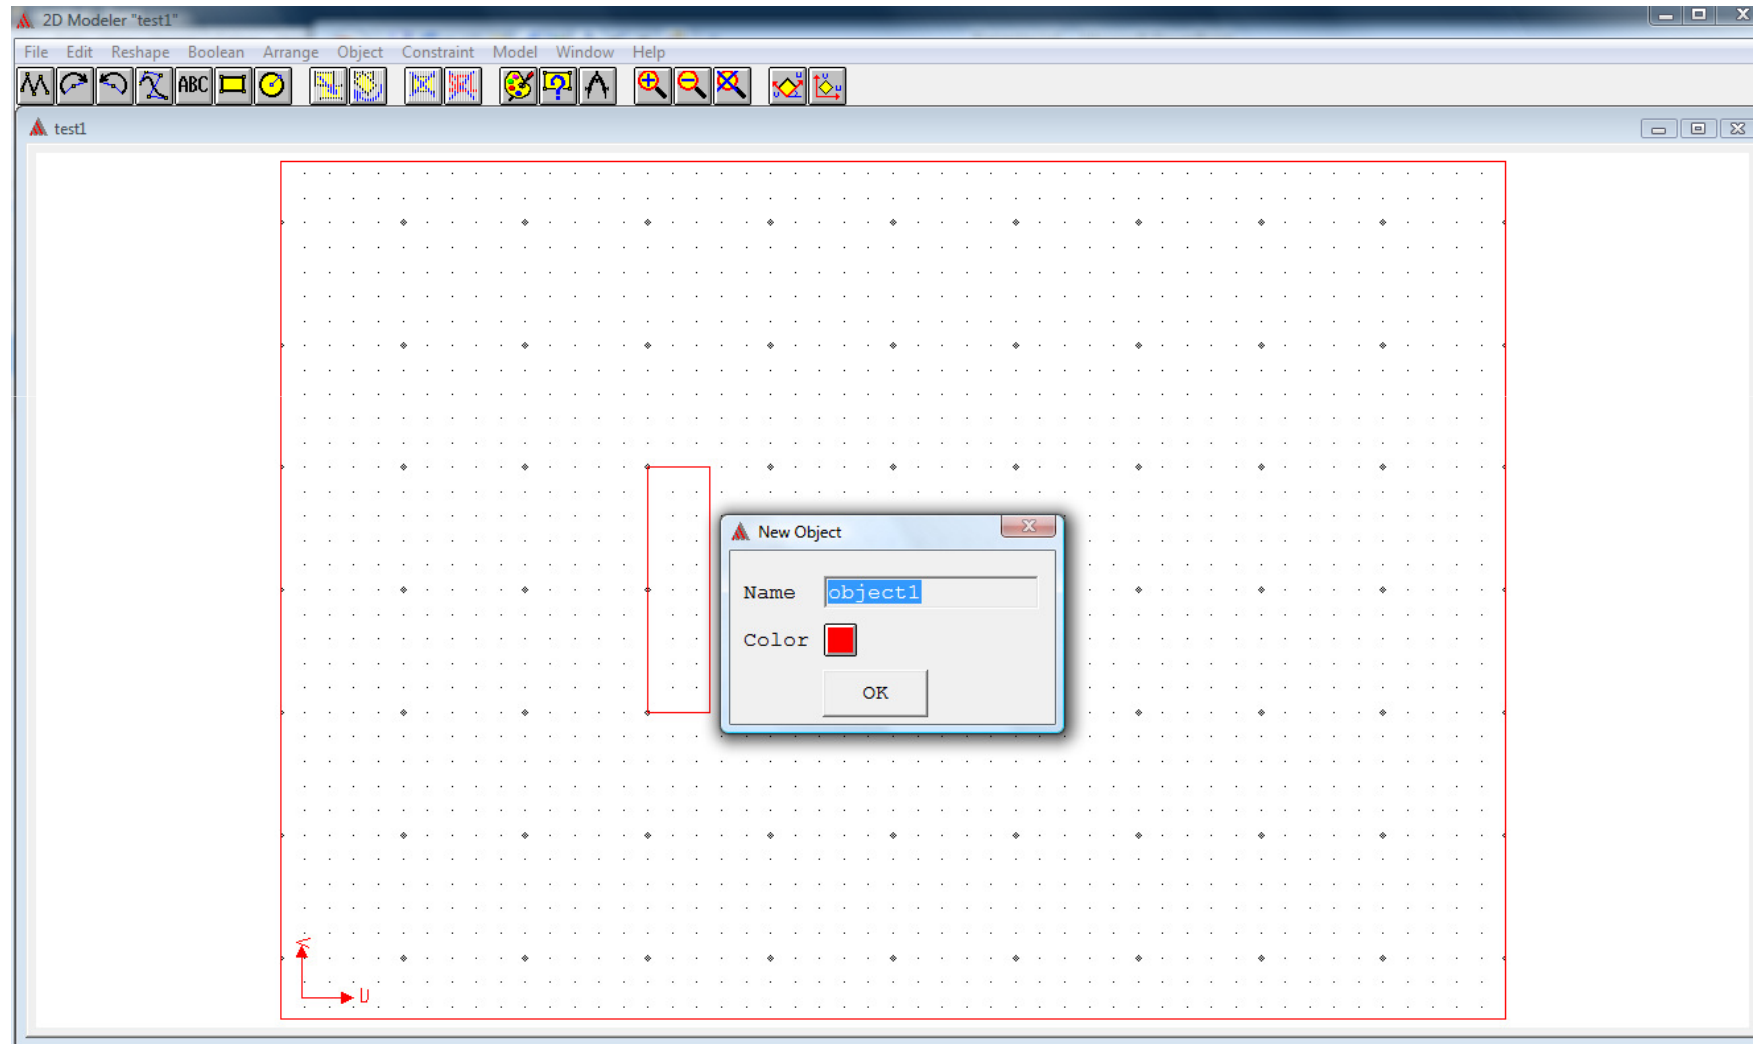 2D Modeler "test1"
File Edit Reshape Boolean Arrange Object Constraint Model Window Help
ABC
test1
New Object
Name object1
Color
OK
U